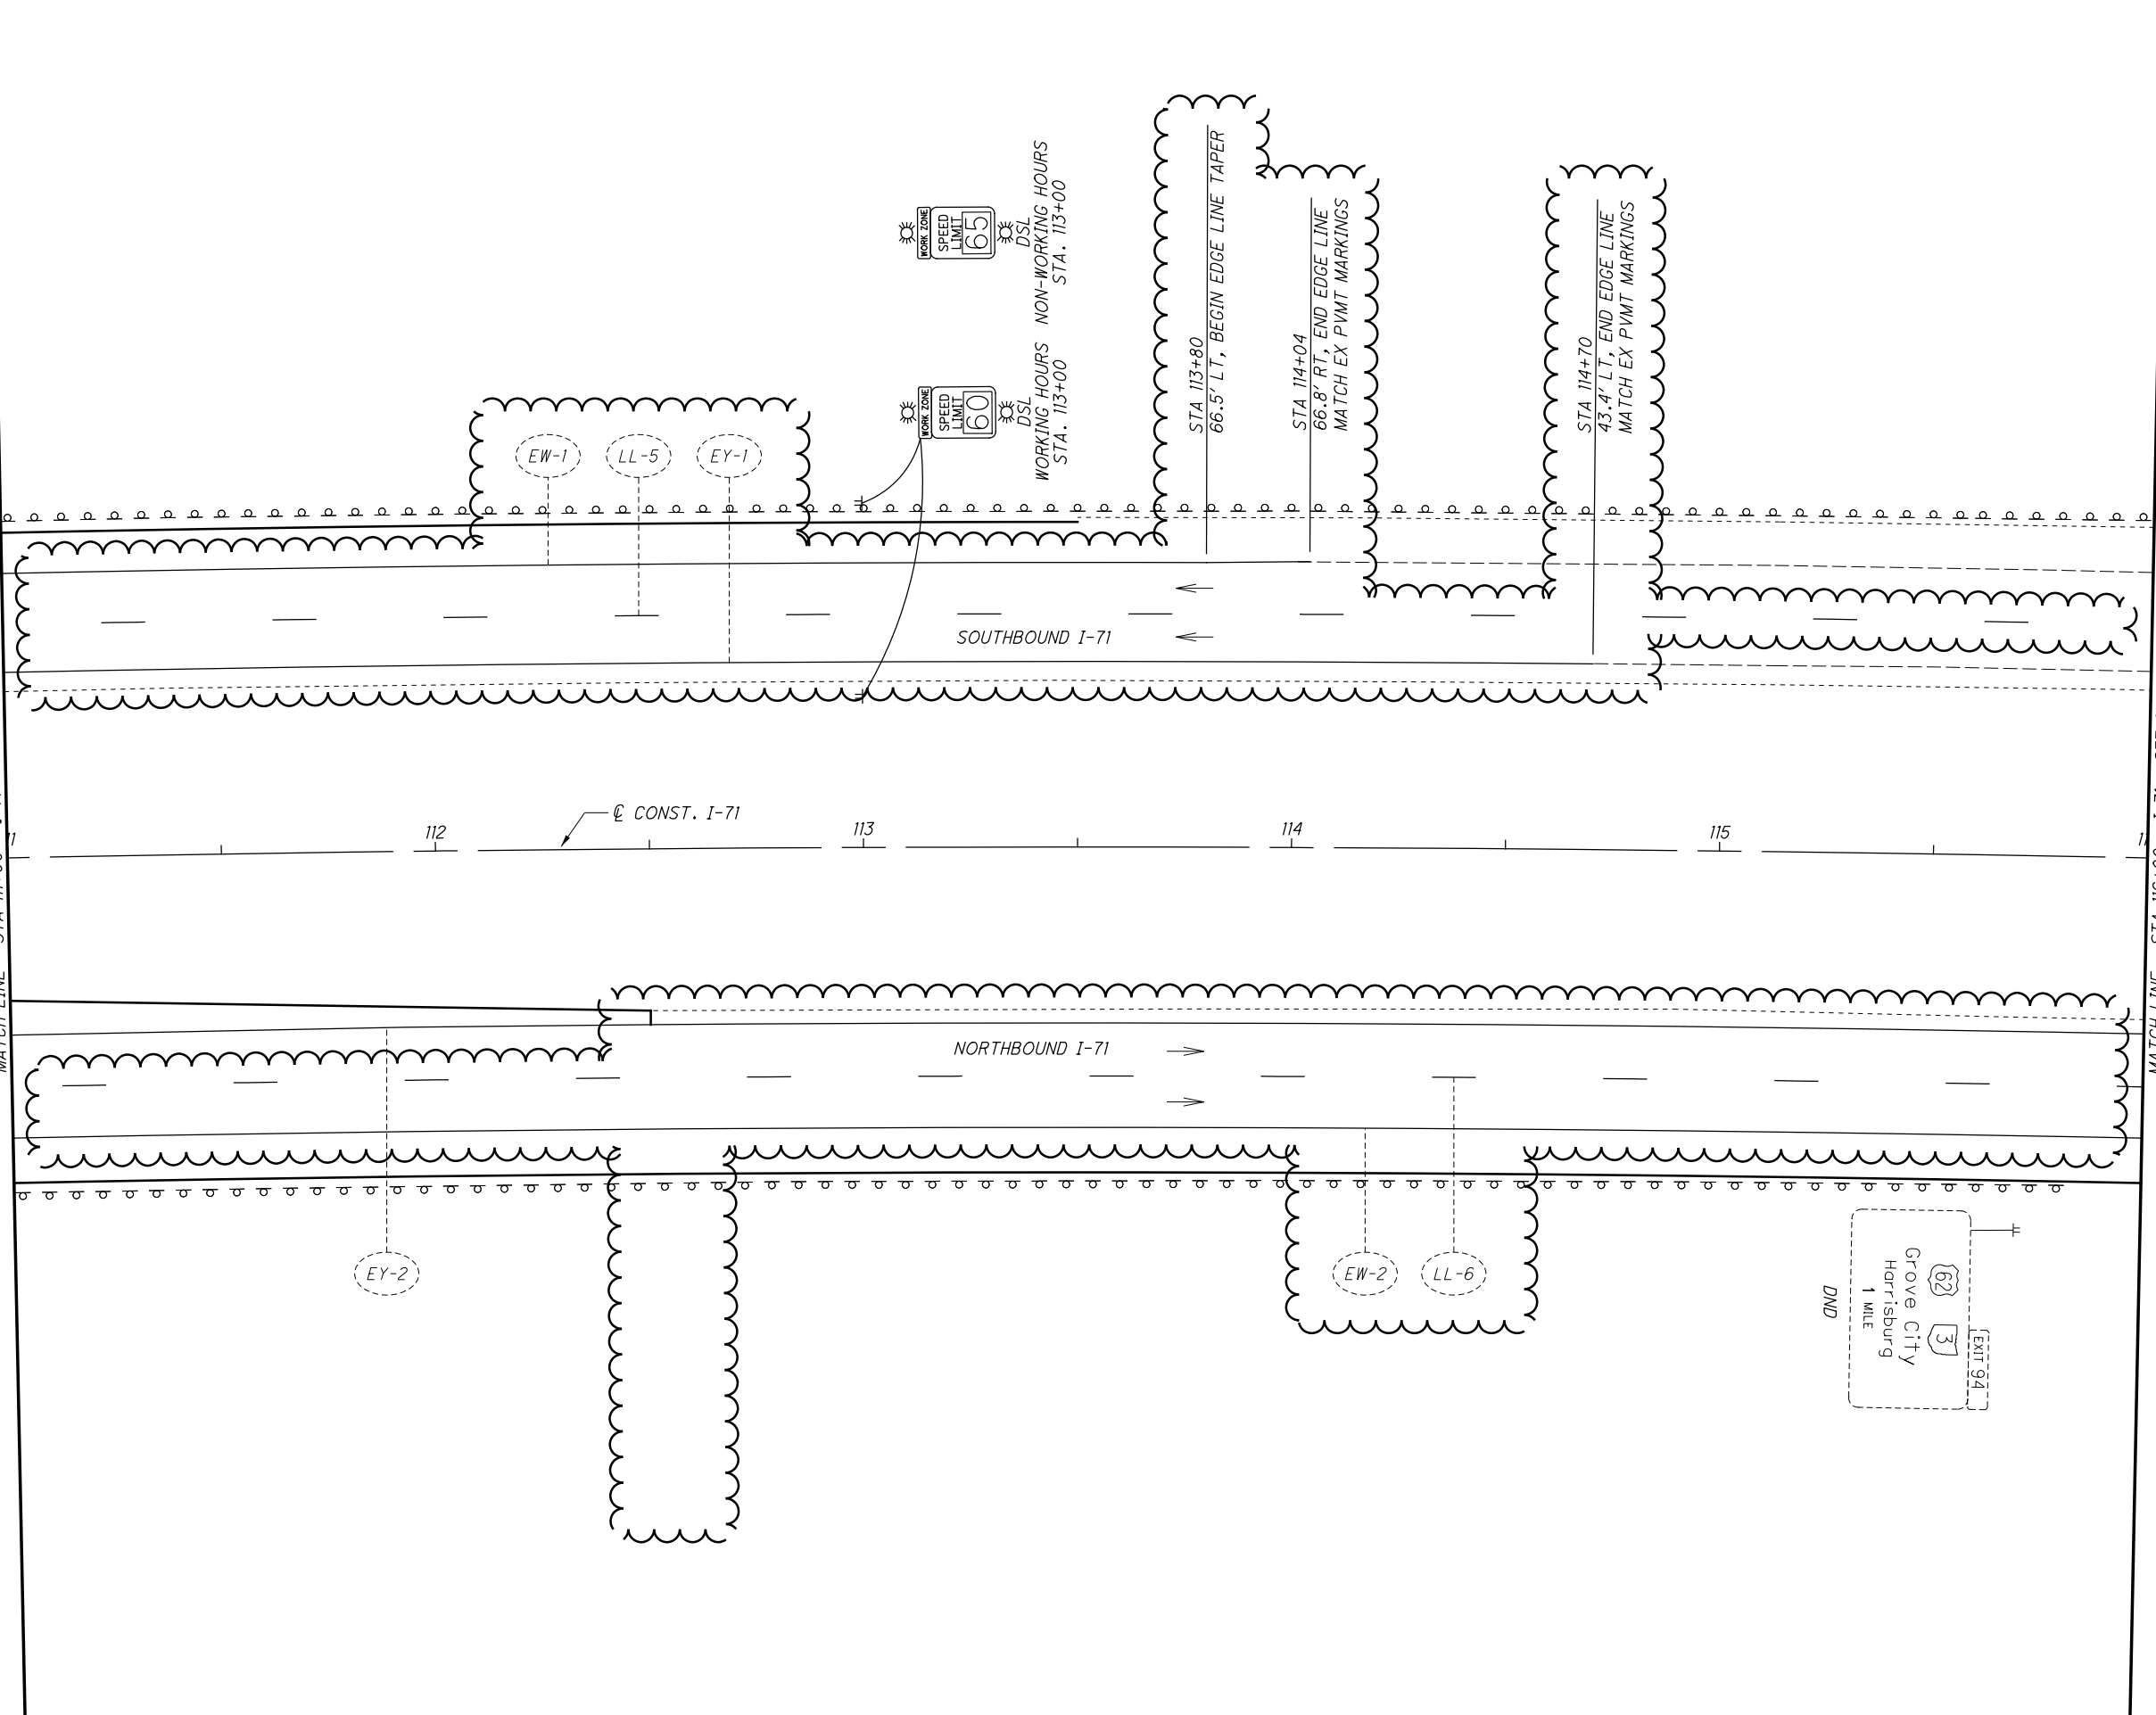 WORK ZONE
SPEED
LIMIT
65
DSL
NON-WORKING HOURS
STA. 113+00
WORK ZONE
SPEED
LIMIT
60
DSL
WORKING HOURS
STA. 113+00
STA 113+80
66.5' LT, BEGIN EDGE LINE TAPER
STA 114+04
66.8' RT, END EDGE LINE
MATCH EX PVMT MARKINGS
STA 114+70
43.4' LT, END EDGE LINE
MATCH EX PVMT MARKINGS
EW-1
LL-5
EY-1
SOUTHBOUND I-71
℄ CONST. I-71
112
113
114
115
MATCH LINE
MATCH LINE
NORTHBOUND I-71
EY-2
EW-2
LL-6
EXIT 94
62 3
Grove City
Harrisburg
1 MILE
DND